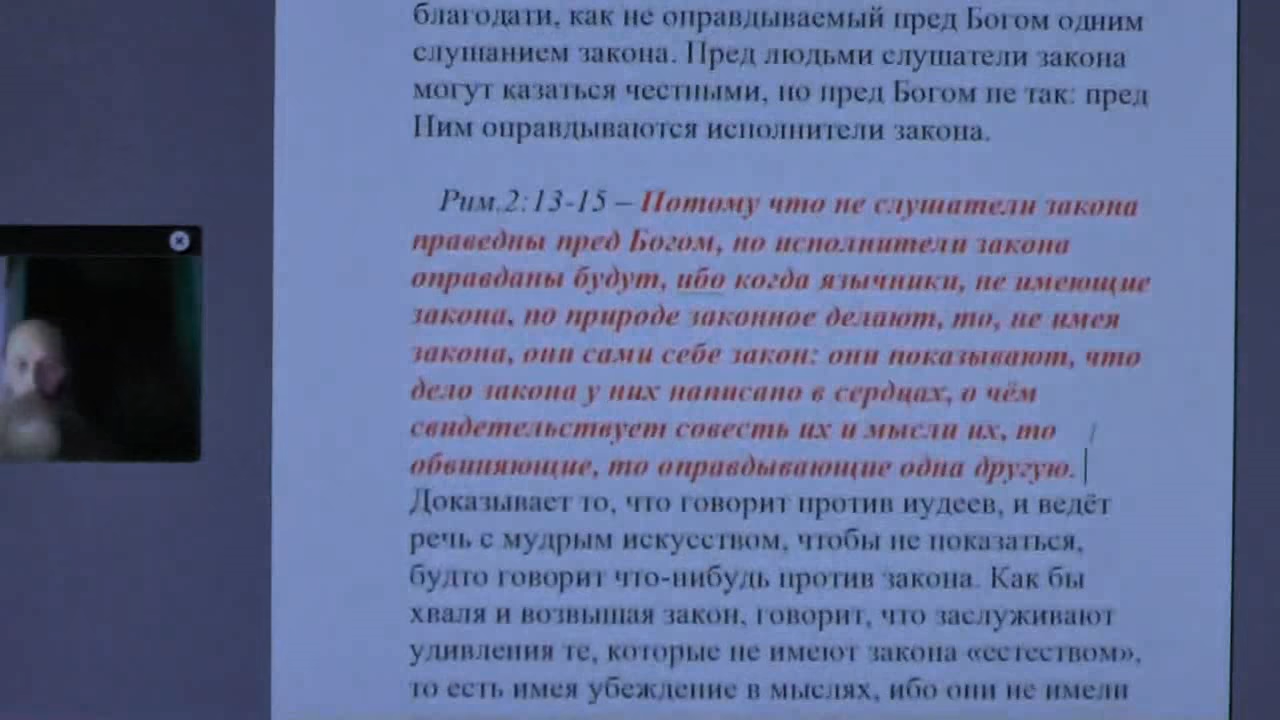 благодати, как не оправдываемый пред Богом одним
слушанием закона. Пред людьми слушатели закона
могут казаться честными, но пред Богом не так: пред
Ним оправдываются исполнители закона.
Рим.2:13-15 – Потому что не слушатели закона
праведны пред Богом, но исполнители закона
оправданы будут, ибо когда язычники, не имеющие
закона, по природе законное делают, то, не имея
закона, они сами себе закон: они показывают, что
дело закона у них написано в сердцах, о чём
свидетельствует совесть их и мысли их, то
обвиняющие, то оправдывающие одна другую.
Доказывает то, что говорит против иудеев, и ведёт
речь с мудрым искусством, чтобы не показаться,
будто говорит что-нибудь против закона. Как бы
хваля и возвышая закон, говорит, что заслуживают
удивления те, которые не имеют закона «естеством»,
то есть имея убеждение в мыслях, ибо они не имели